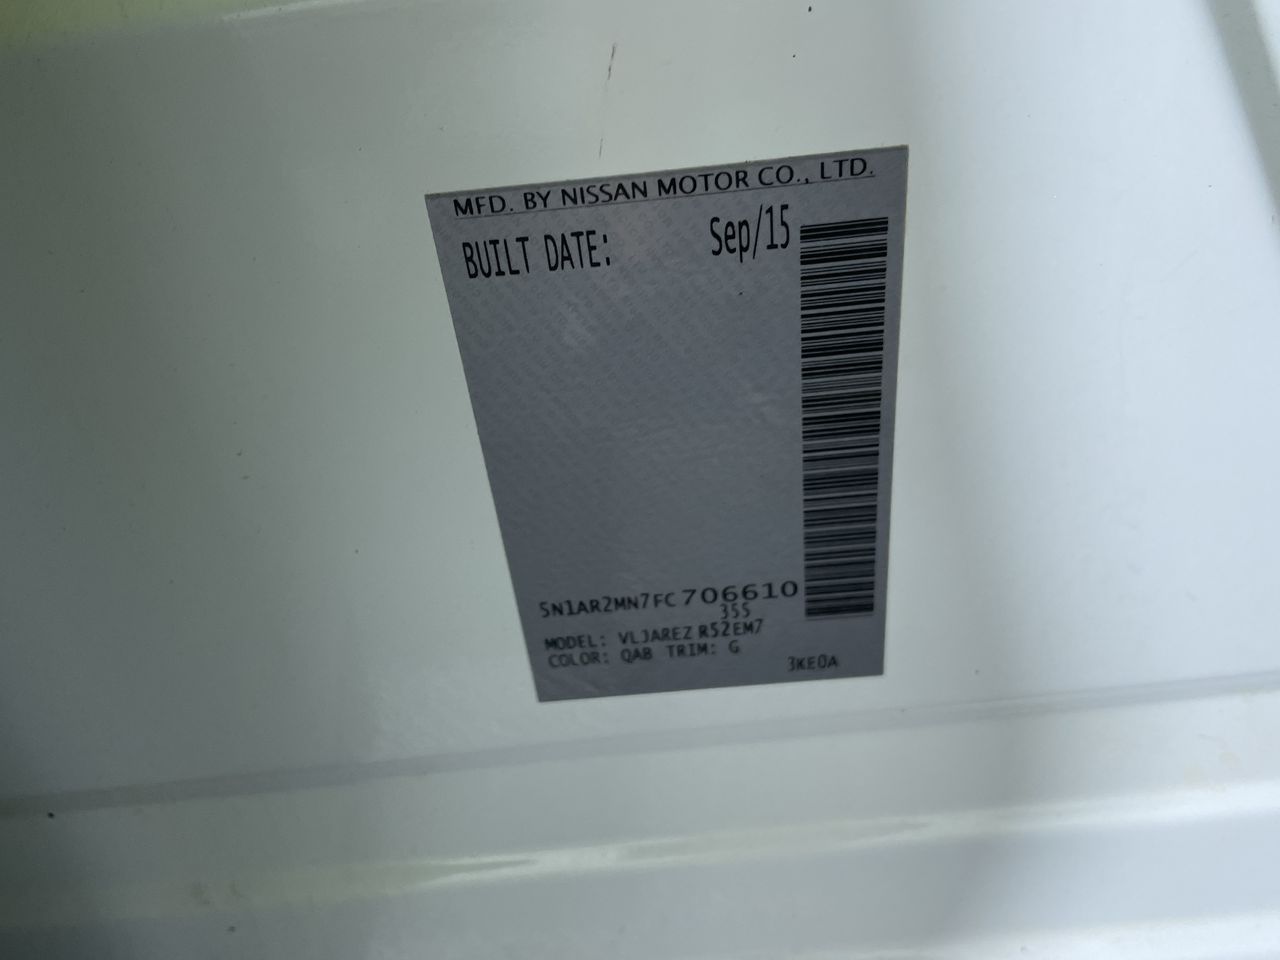 MFD. BY NISSAN MOTOR CO., LTD.
BUILT DATE: Sep/15
5N1AR2MN7FC706610
355
MODEL: VLJAREZ R52EM7
COLOR: QAB TRIM: G
3KE0A